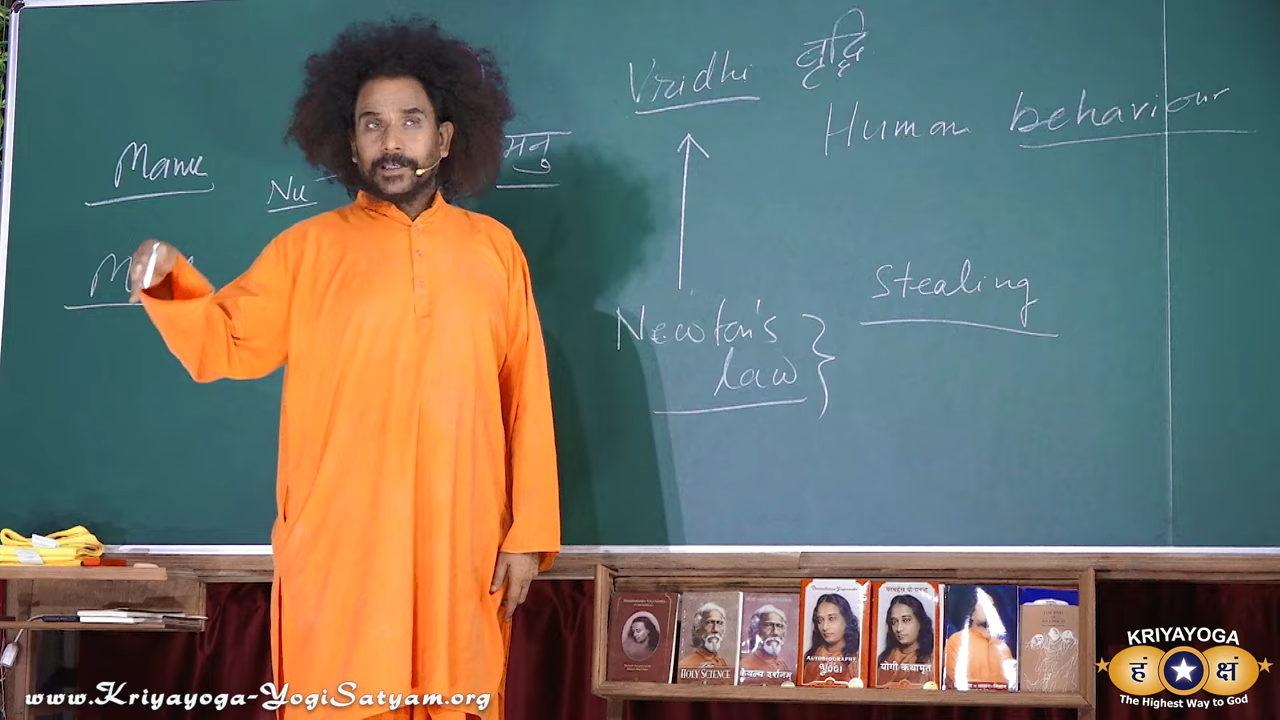 Vridhi वृद्धि
Human behaviour
Manu
Nu
मनु
Stealing
Newton's
law
HOLY SCIENCE
कैवल्य दर्शनम्
AUTOBIOGRAPHY
YOGI
योगी कथामृत
www.Kriyayoga-YogiSatyam.org
KRIYAYOGA
हं क्षं
The Highest Way to God